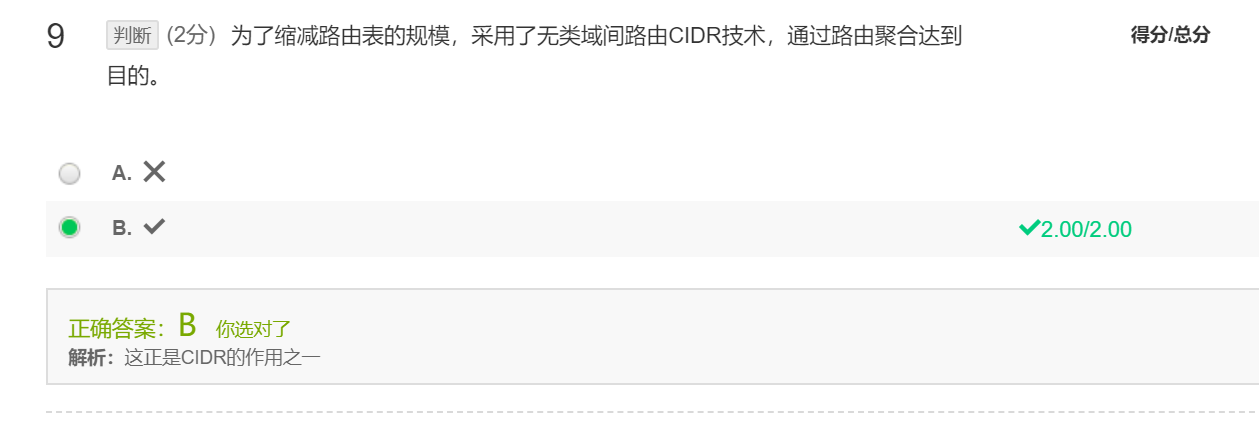 9 判断 (2分) 为了缩减路由表的规模，采用了无类域间路由CIDR技术，通过路由聚合达到 得分/总分
目的。
A. ✕
B. ✓ ✓2.00/2.00
正确答案：B 你选对了
解析：这正是CIDR的作用之一